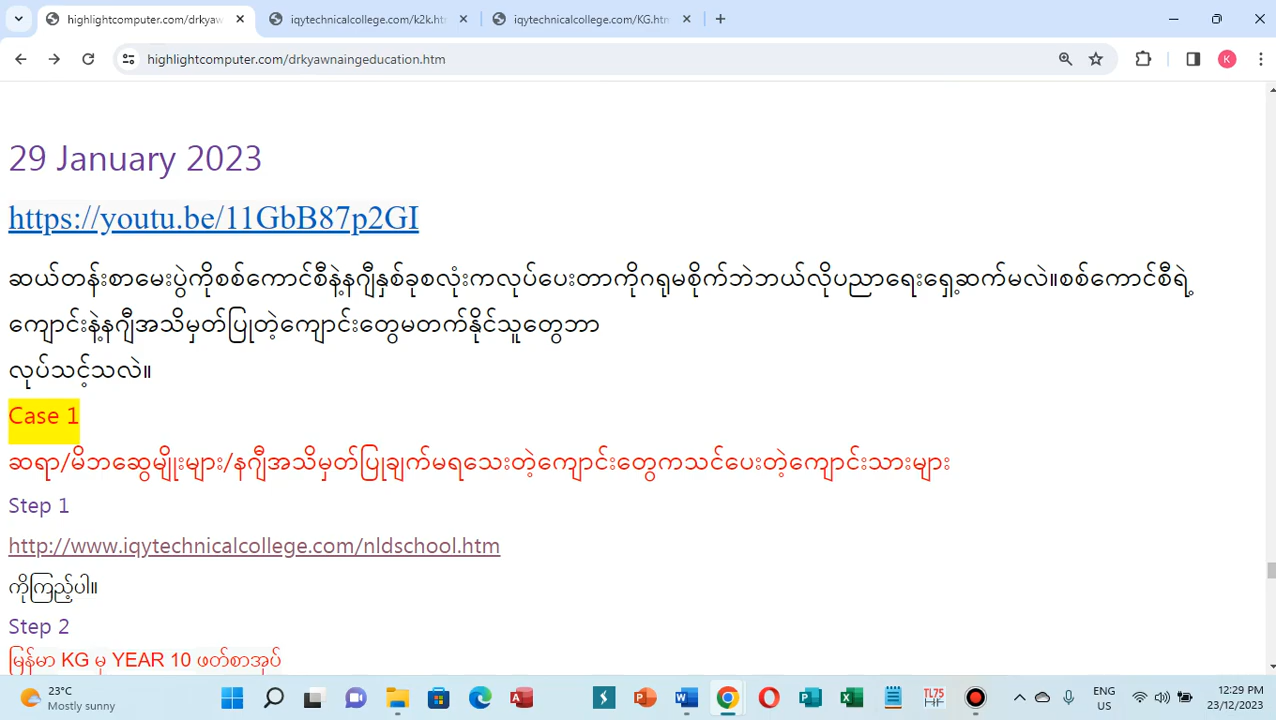 highlightcomputer.com/drkyawn
iqytechnicalcollege.com/k2k.ht
iqytechnicalcollege.com/KG.htm
highlightcomputer.com/drkyawnaingeducation.htm
K
29 January 2023
https://youtu.be/11GbB87p2GI
ဆယ်တန်းစာမေးပွဲကိုစစ်ကောင်စီနဲ့နဂျီနှစ်ခုစလုံးကလုပ်ပေးတာကိုဂရုမစိုက်ဘဲဘယ်လိုပညာရေးရှေ့ဆက်မလဲ။စစ်ကောင်စီရဲ့
ကျောင်းနဲ့နဂျီအသိမှတ်ပြုတဲ့ကျောင်းတွေမတက်နိုင်သူတွေဘာ
လုပ်သင့်သလဲ။
Case 1
ဆရာ/မိဘဆွေမျိုးများ/နဂျီအသိမှတ်ပြုချက်မရသေးတဲ့ကျောင်းတွေကသင်ပေးတဲ့ကျောင်းသားများ
Step 1
http://www.iqytechnicalcollege.com/nldschool.htm
ကိုကြည့်ပါ။
Step 2
မြန်မာ KG မှ YEAR 10 ဖတ်စာအုပ်
23°C
Mostly sunny
TL75
ENG
US
12:29 PM
23/12/2023